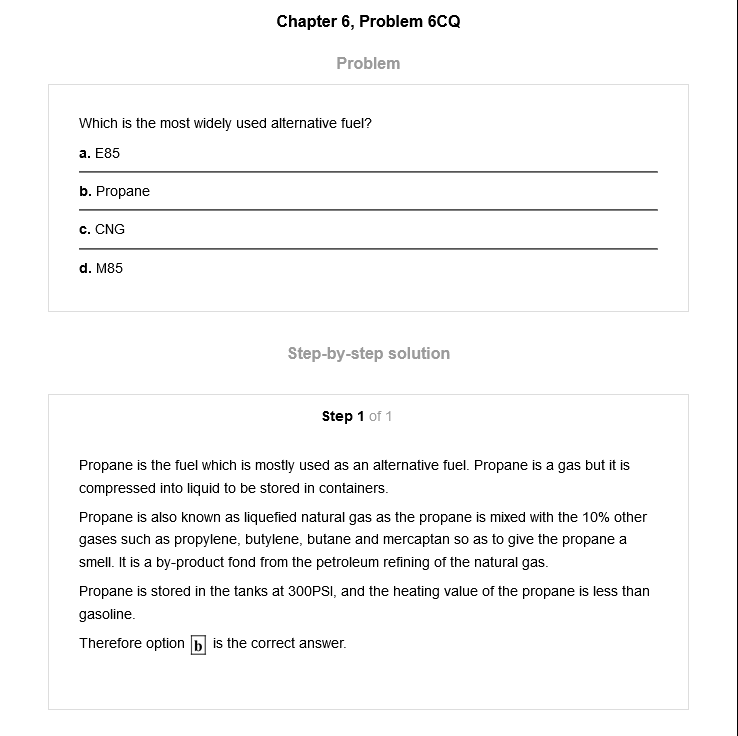 Chapter 6, Problem 6CQ
Problem
Which is the most widely used alternative fuel?
a. E85
b. Propane
c. CNG
d. M85
Step-by-step solution
Step 1 of 1
Propane is the fuel which is mostly used as an alternative fuel. Propane is a gas but it is
compressed into liquid to be stored in containers.
Propane is also known as liquefied natural gas as the propane is mixed with the 10% other
gases such as propylene, butylene, butane and mercaptan so as to give the propane a
smell. It is a by-product fond from the petroleum refining of the natural gas.
Propane is stored in the tanks at 300PSI, and the heating value of the propane is less than
gasoline.
Therefore option b is the correct answer.